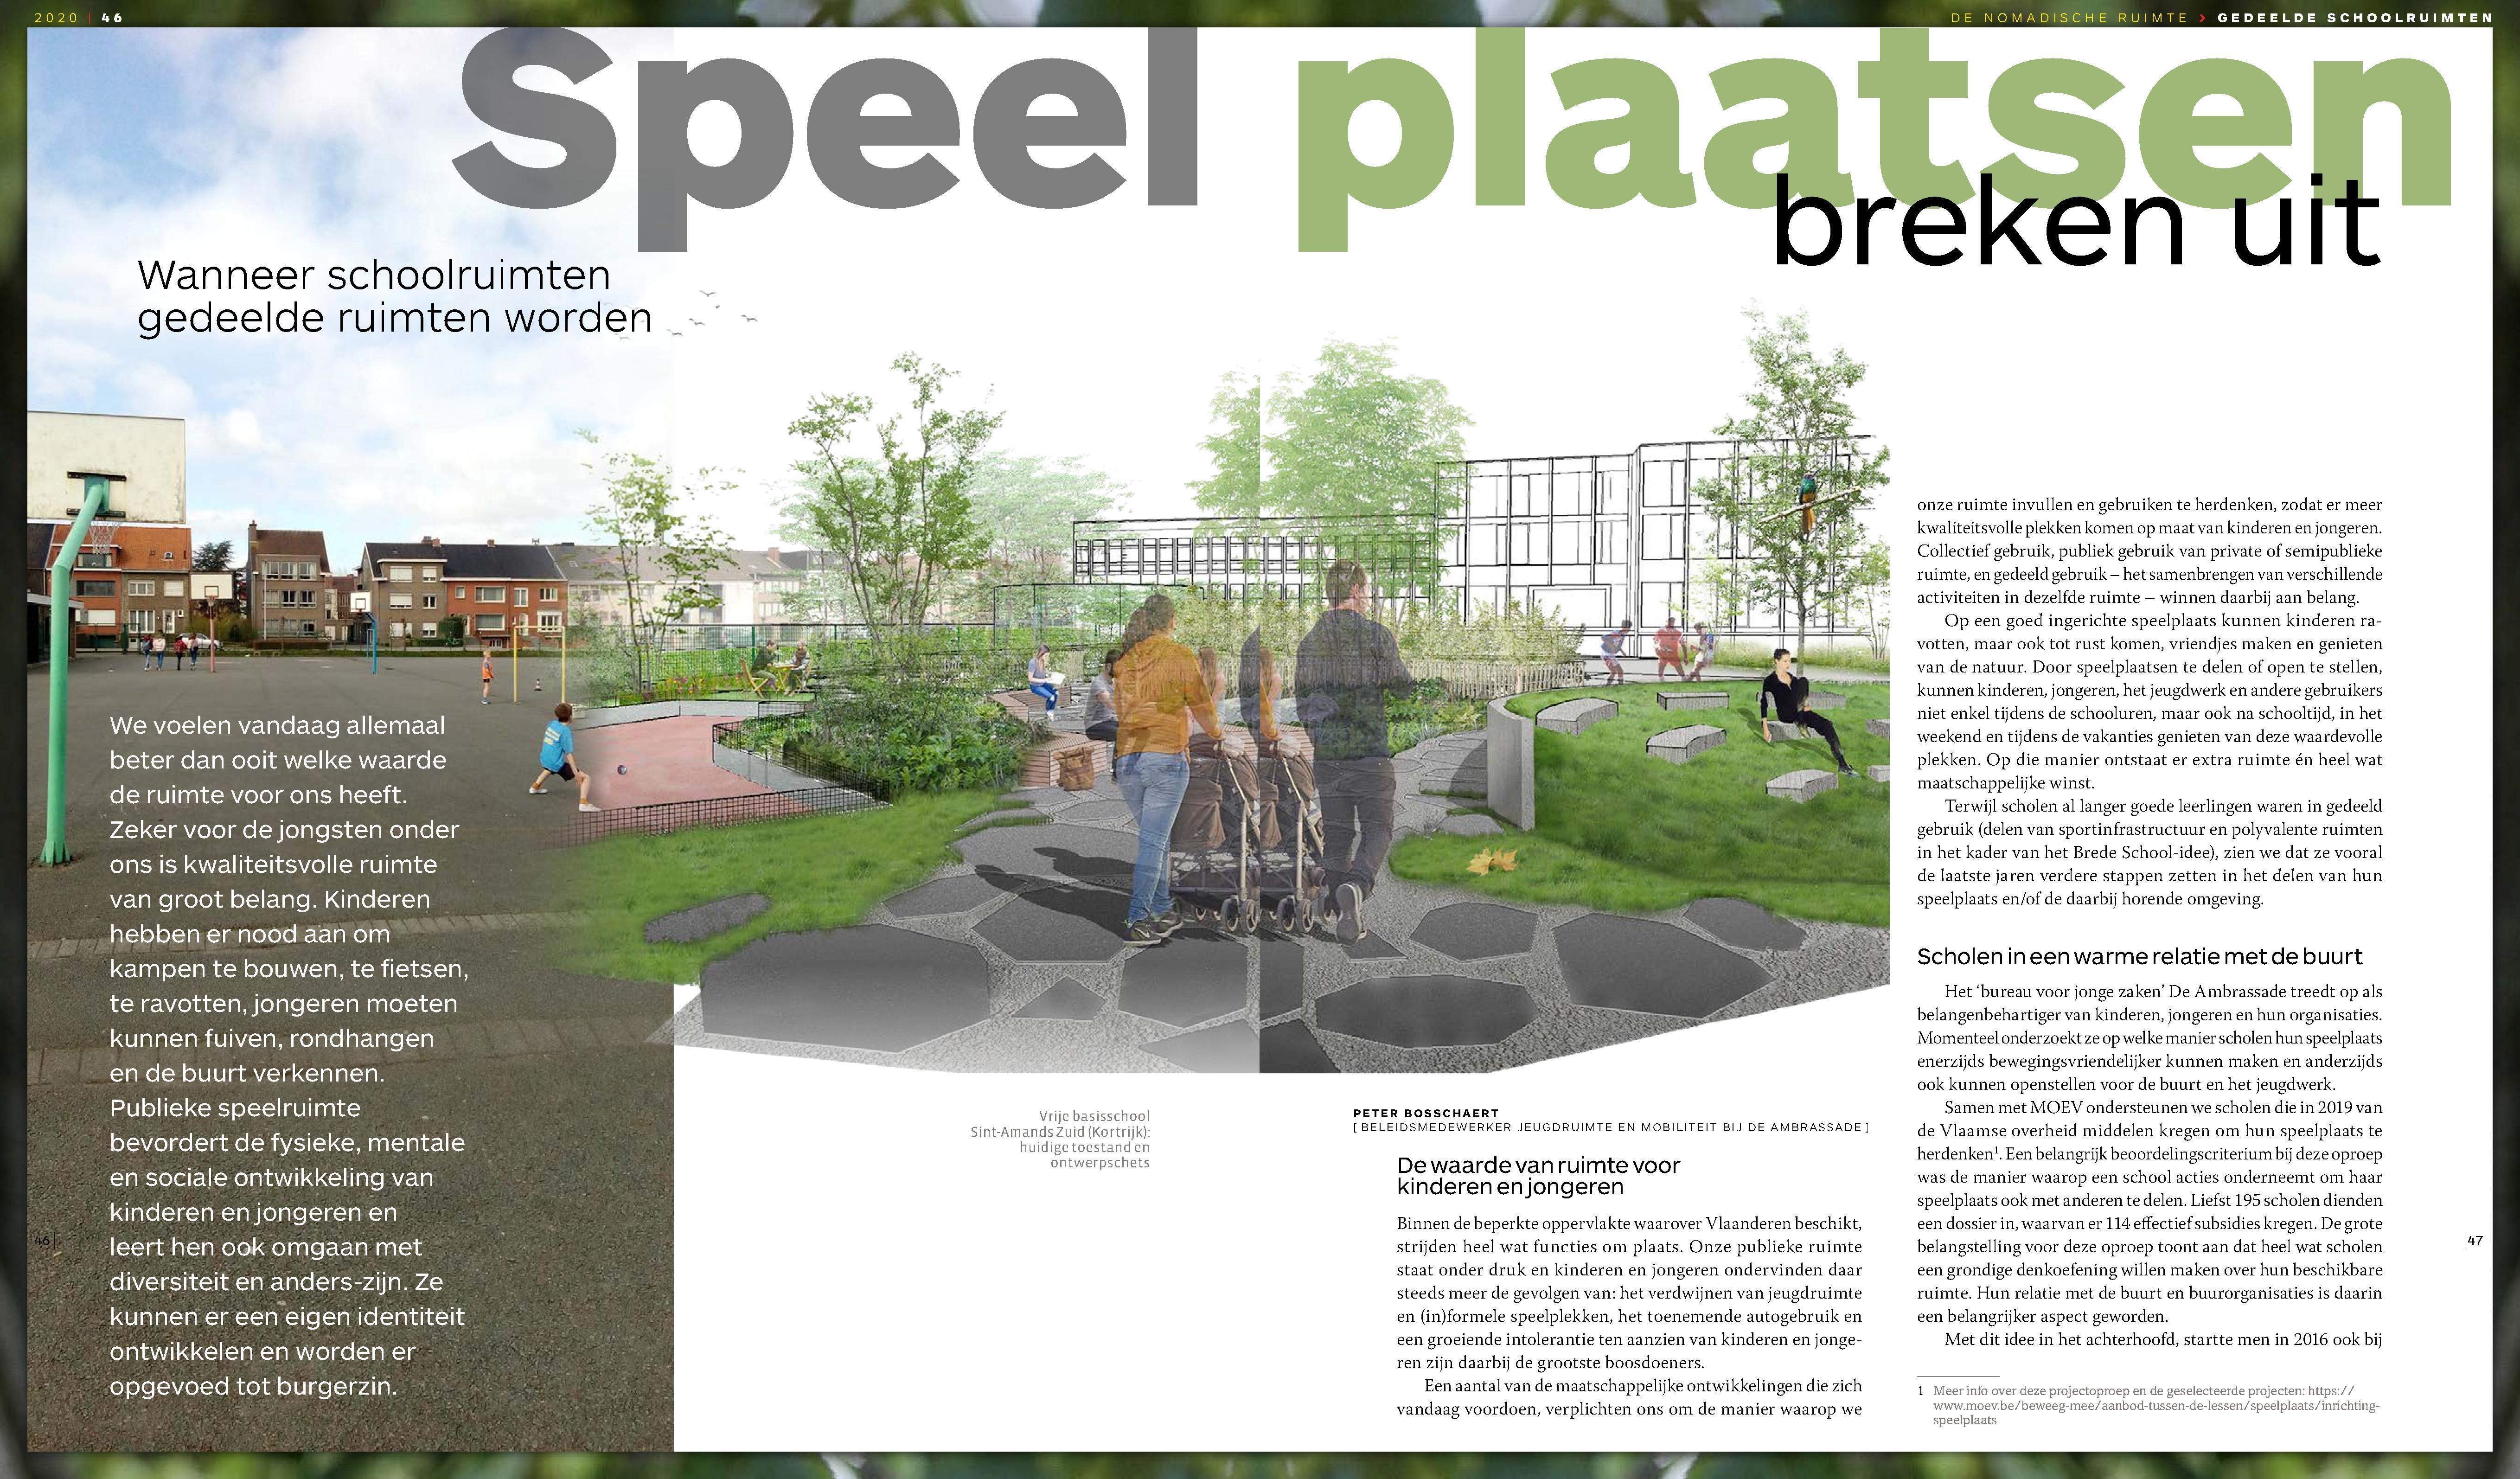 2020 | 46
DE NOMADISCHE RUIMTE > GEDEELDE SCHOOLRUIMTEN
Speel plaatsen
breken uit
Wanneer schoolruimten
gedeelde ruimten worden
We voelen vandaag allemaal
beter dan ooit welke waarde
de ruimte voor ons heeft.
Zeker voor de jongsten onder
ons is kwaliteitsvolle ruimte
van groot belang. Kinderen
hebben er nood aan om
kampen te bouwen, te fietsen,
te ravotten, jongeren moeten
kunnen fuiven, rondhangen
en de buurt verkennen.
Publieke speelruimte
bevordert de fysieke, mentale
en sociale ontwikkeling van
kinderen en jongeren en
leert hen ook omgaan met
diversiteit en anders-zijn. Ze
kunnen er een eigen identiteit
ontwikkelen en worden er
opgevoed tot burgerzin.
46|
Vrije basisschool
Sint-Amands Zuid (Kortrijk):
huidige toestand en
ontwerpschets
PETER BOSSCHAERT
[ BELEIDSMEDEWERKER JEUGDRUIMTE EN MOBILITEIT BIJ DE AMBRASSADE ]
De waarde van ruimte voor
kinderen en jongeren
Binnen de beperkte oppervlakte waarover Vlaanderen beschikt,
strijden heel wat functies om plaats. Onze publieke ruimte
staat onder druk en kinderen en jongeren ondervinden daar
steeds meer de gevolgen van: het verdwijnen van jeugdruimte
en (in)formele speelplekken, het toenemende autogebruik en
een groeiende intolerantie ten aanzien van kinderen en jonge-
ren zijn daarbij de grootste boosdoeners.
Een aantal van de maatschappelijke ontwikkelingen die zich
vandaag voordoen, verplichten ons om de manier waarop we
onze ruimte invullen en gebruiken te herdenken, zodat er meer
kwaliteitsvolle plekken komen op maat van kinderen en jongeren.
Collectief gebruik, publiek gebruik van private of semipublieke
ruimte, en gedeeld gebruik – het samenbrengen van verschillende
activiteiten in dezelfde ruimte – winnen daarbij aan belang.
Op een goed ingerichte speelplaats kunnen kinderen ra-
votten, maar ook tot rust komen, vriendjes maken en genieten
van de natuur. Door speelplaatsen te delen of open te stellen,
kunnen kinderen, jongeren, het jeugdwerk en andere gebruikers
niet enkel tijdens de schooluren, maar ook na schooltijd, in het
weekend en tijdens de vakanties genieten van deze waardevolle
plekken. Op die manier ontstaat er extra ruimte én heel wat
maatschappelijke winst.
Terwijl scholen al langer goede leerlingen waren in gedeeld
gebruik (delen van sportinfrastructuur en polyvalente ruimten
in het kader van het Brede School-idee), zien we dat ze vooral
de laatste jaren verdere stappen zetten in het delen van hun
speelplaats en/of de daarbij horende omgeving.
Scholen in een warme relatie met de buurt
Het ‘bureau voor jonge zaken’ De Ambrassade treedt op als
belangenbehartiger van kinderen, jongeren en hun organisaties.
Momenteel onderzoekt ze op welke manier scholen hun speelplaats
enerzijds bewegingsvriendelijker kunnen maken en anderzijds
ook kunnen openstellen voor de buurt en het jeugdwerk.
Samen met MOEV ondersteunen we scholen die in 2019 van
de Vlaamse overheid middelen kregen om hun speelplaats te
herdenken¹. Een belangrijk beoordelingscriterium bij deze oproep
was de manier waarop een school acties onderneemt om haar
speelplaats ook met anderen te delen. Liefst 195 scholen dienden
een dossier in, waarvan er 114 effectief subsidies kregen. De grote
belangstelling voor deze oproep toont aan dat heel wat scholen
een grondige denkoefening willen maken over hun beschikbare
ruimte. Hun relatie met de buurt en buurorganisaties is daarin
een belangrijker aspect geworden.
Met dit idee in het achterhoofd, startte men in 2016 ook bij
1 Meer info over deze projectoproep en de geselecteerde projecten: https://
www.moev.be/beweeg-mee/aanbod-tussen-de-lessen/speelplaats/inrichting-
speelplaats
|47